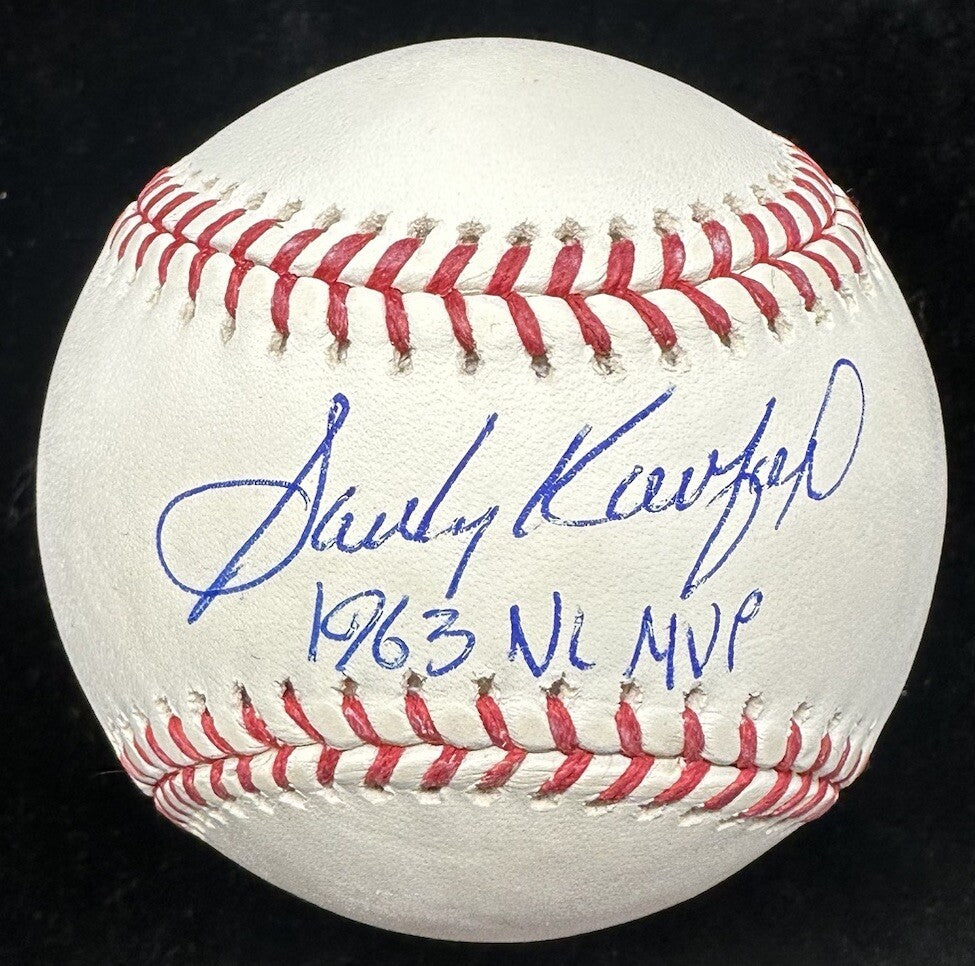 Sandy Koufax
1963 NL MVP